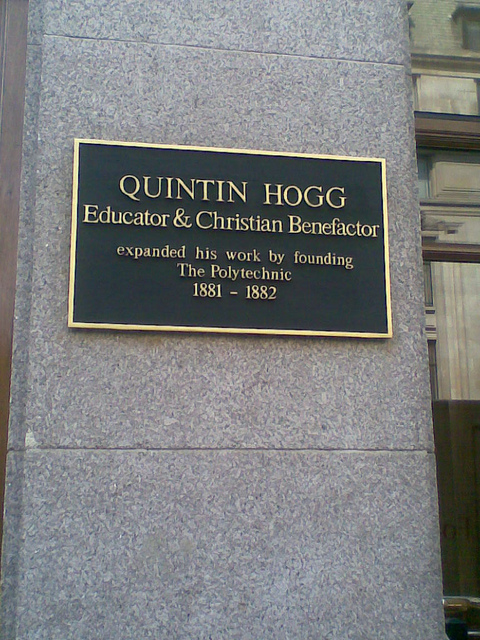 QUINTIN HOGG
Educator & Christian Benefactor
expanded his work by founding
The Polytechnic
1881 - 1882